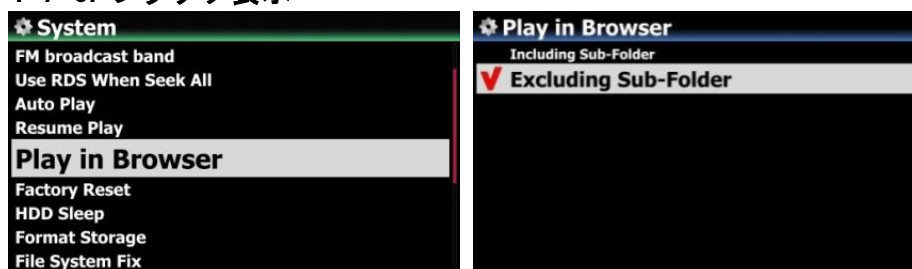 System
FM broadcast band
Use RDS When Seek All
Auto Play
Resume Play
Play in Browser
Factory Reset
HDD Sleep
Format Storage
File System Fix
Play in Browser
Including Sub-Folder
Excluding Sub-Folder